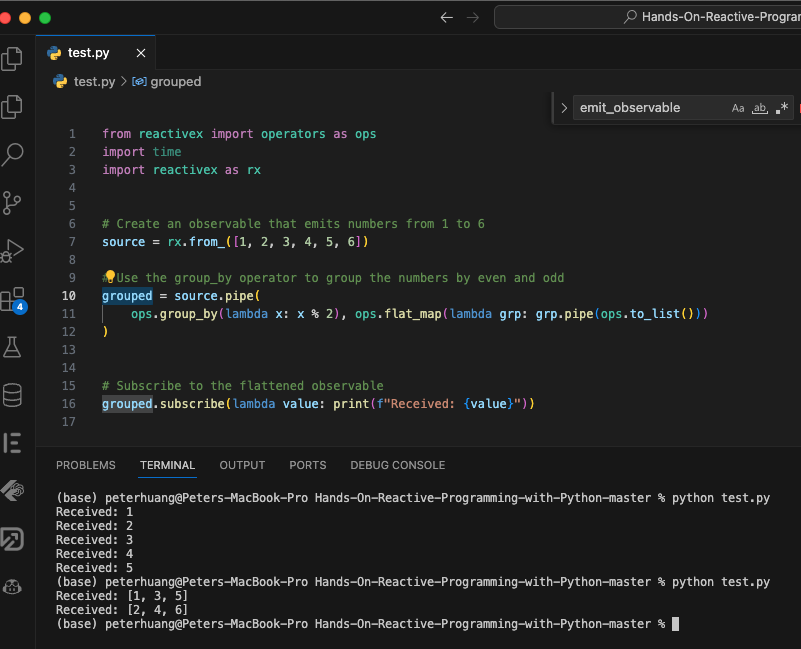 Hands-On-Reactive-Prograr
test.py
test.py > grouped
emit_observable
Aa ab .*
1 from reactivex import operators as ops
2 import time
3 import reactivex as rx
4
5
6 # Create an observable that emits numbers from 1 to 6
7 source = rx.from_([1, 2, 3, 4, 5, 6])
8
9 # Use the group_by operator to group the numbers by even and odd
10 grouped = source.pipe(
11 ops.group_by(lambda x: x % 2), ops.flat_map(lambda grp: grp.pipe(ops.to_list()))
12 )
13
14
15 # Subscribe to the flattened observable
16 grouped.subscribe(lambda value: print(f"Received: {value}"))
17
4
PROBLEMS TERMINAL OUTPUT PORTS DEBUG CONSOLE
(base) peterhuang@Peters-MacBook-Pro Hands-On-Reactive-Programming-with-Python-master % python test.py
Received: 1
Received: 2
Received: 3
Received: 4
Received: 5
(base) peterhuang@Peters-MacBook-Pro Hands-On-Reactive-Programming-with-Python-master % python test.py
Received: [1, 3, 5]
Received: [2, 4, 6]
(base) peterhuang@Peters-MacBook-Pro Hands-On-Reactive-Programming-with-Python-master %